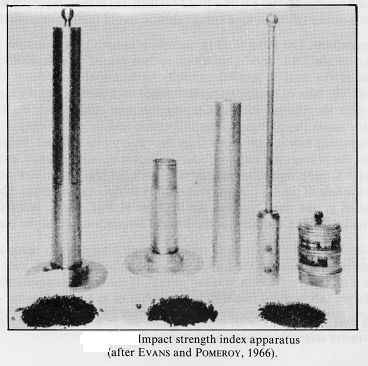 Impact strength index apparatus
(after EVANS and POMEROY, 1966).